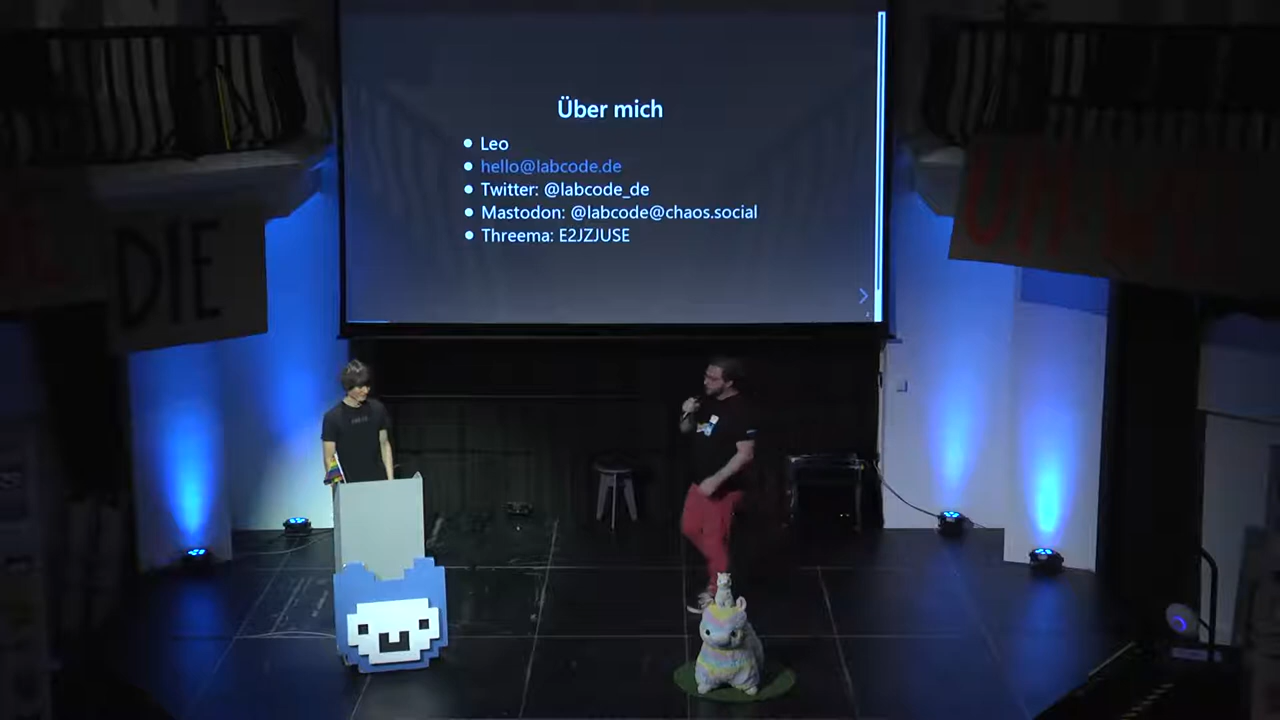 Über mich
Leo
hello@labcode.de
Twitter: @labcode_de
Mastodon: @labcode@chaos.social
Threema: E2JZJUSE
DIE